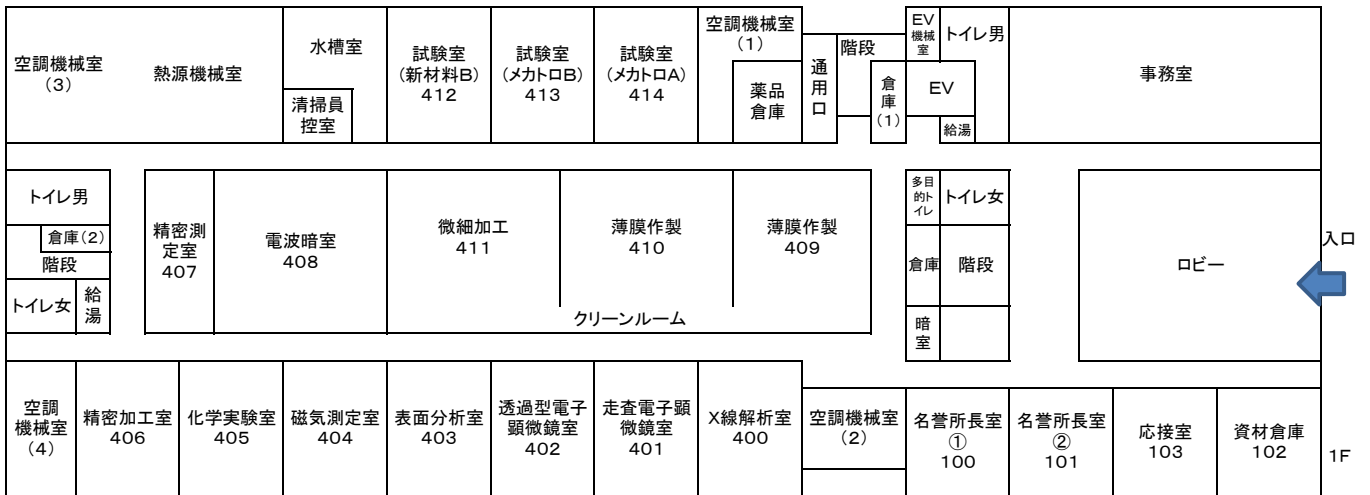 空調機械室
(3)
熱源機械室
水槽室
清掃員
控室
試験室
(新材料B)
412
試験室
(メカトロB)
413
試験室
(メカトロA)
414
空調機械室
(1)
薬品
倉庫
通
用
口
階段
倉
庫
(1)
EV
機械
室
トイレ男
EV
給湯
事務室
トイレ男
倉庫(2)
階段
トイレ女
給
湯
精密測
定室
407
電波暗室
408
微細加工
411
薄膜作製
410
薄膜作製
409
クリーンルーム
多目
的ト
イレ
トイレ女
倉庫
階段
暗
室
ロビー
入口
空調
機械室
(4)
精密加工室
406
化学実験室
405
磁気測定室
404
表面分析室
403
透過型電子
顕微鏡室
402
走査電子顕
微鏡室
401
X線解析室
400
空調機械室
(2)
名誉所長室
①
100
名誉所長室
②
101
応接室
103
資材倉庫
102
1F